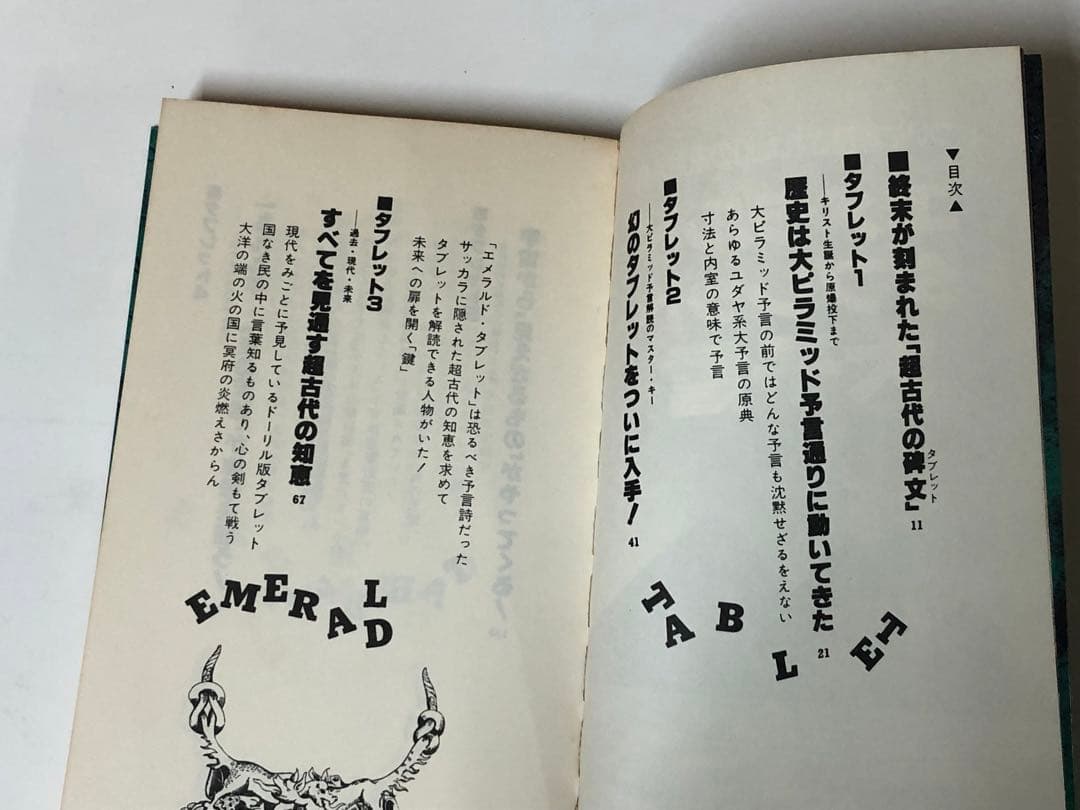 ▼目次▲
■終末が刻まれた「超古代の碑文」 11
タブレット
■タブレット1
──キリスト生誕から原爆投下まで
歴史は大ピラミッド予言通りに動いてきた 21
大ピラミッド予言の前ではどんな予言も沈黙せざるをえない
あらゆるユダヤ系大予言の原典
寸法と内室の意味で予言
■タブレット2
──大ピラミッド予言解読のマスター・キー
幻のタブレットをついに入手! 41
TABLET
「エメラルド・タブレット」は恐るべき予言詩だった
サッカラに隠された超古代の知恵を求めて
タブレットを解読できる人物がいた!
未来への扉を開く「鍵」
■タブレット3
──過去・現代・未来
すべてを見通す超古代の知恵 67
現代をみごとに予見しているドーリル版タブレット
国なき民の中に言葉知るものあり、心の剣もて戦う
大洋の端の火の国に冥府の炎燃えさからん
EMERALD